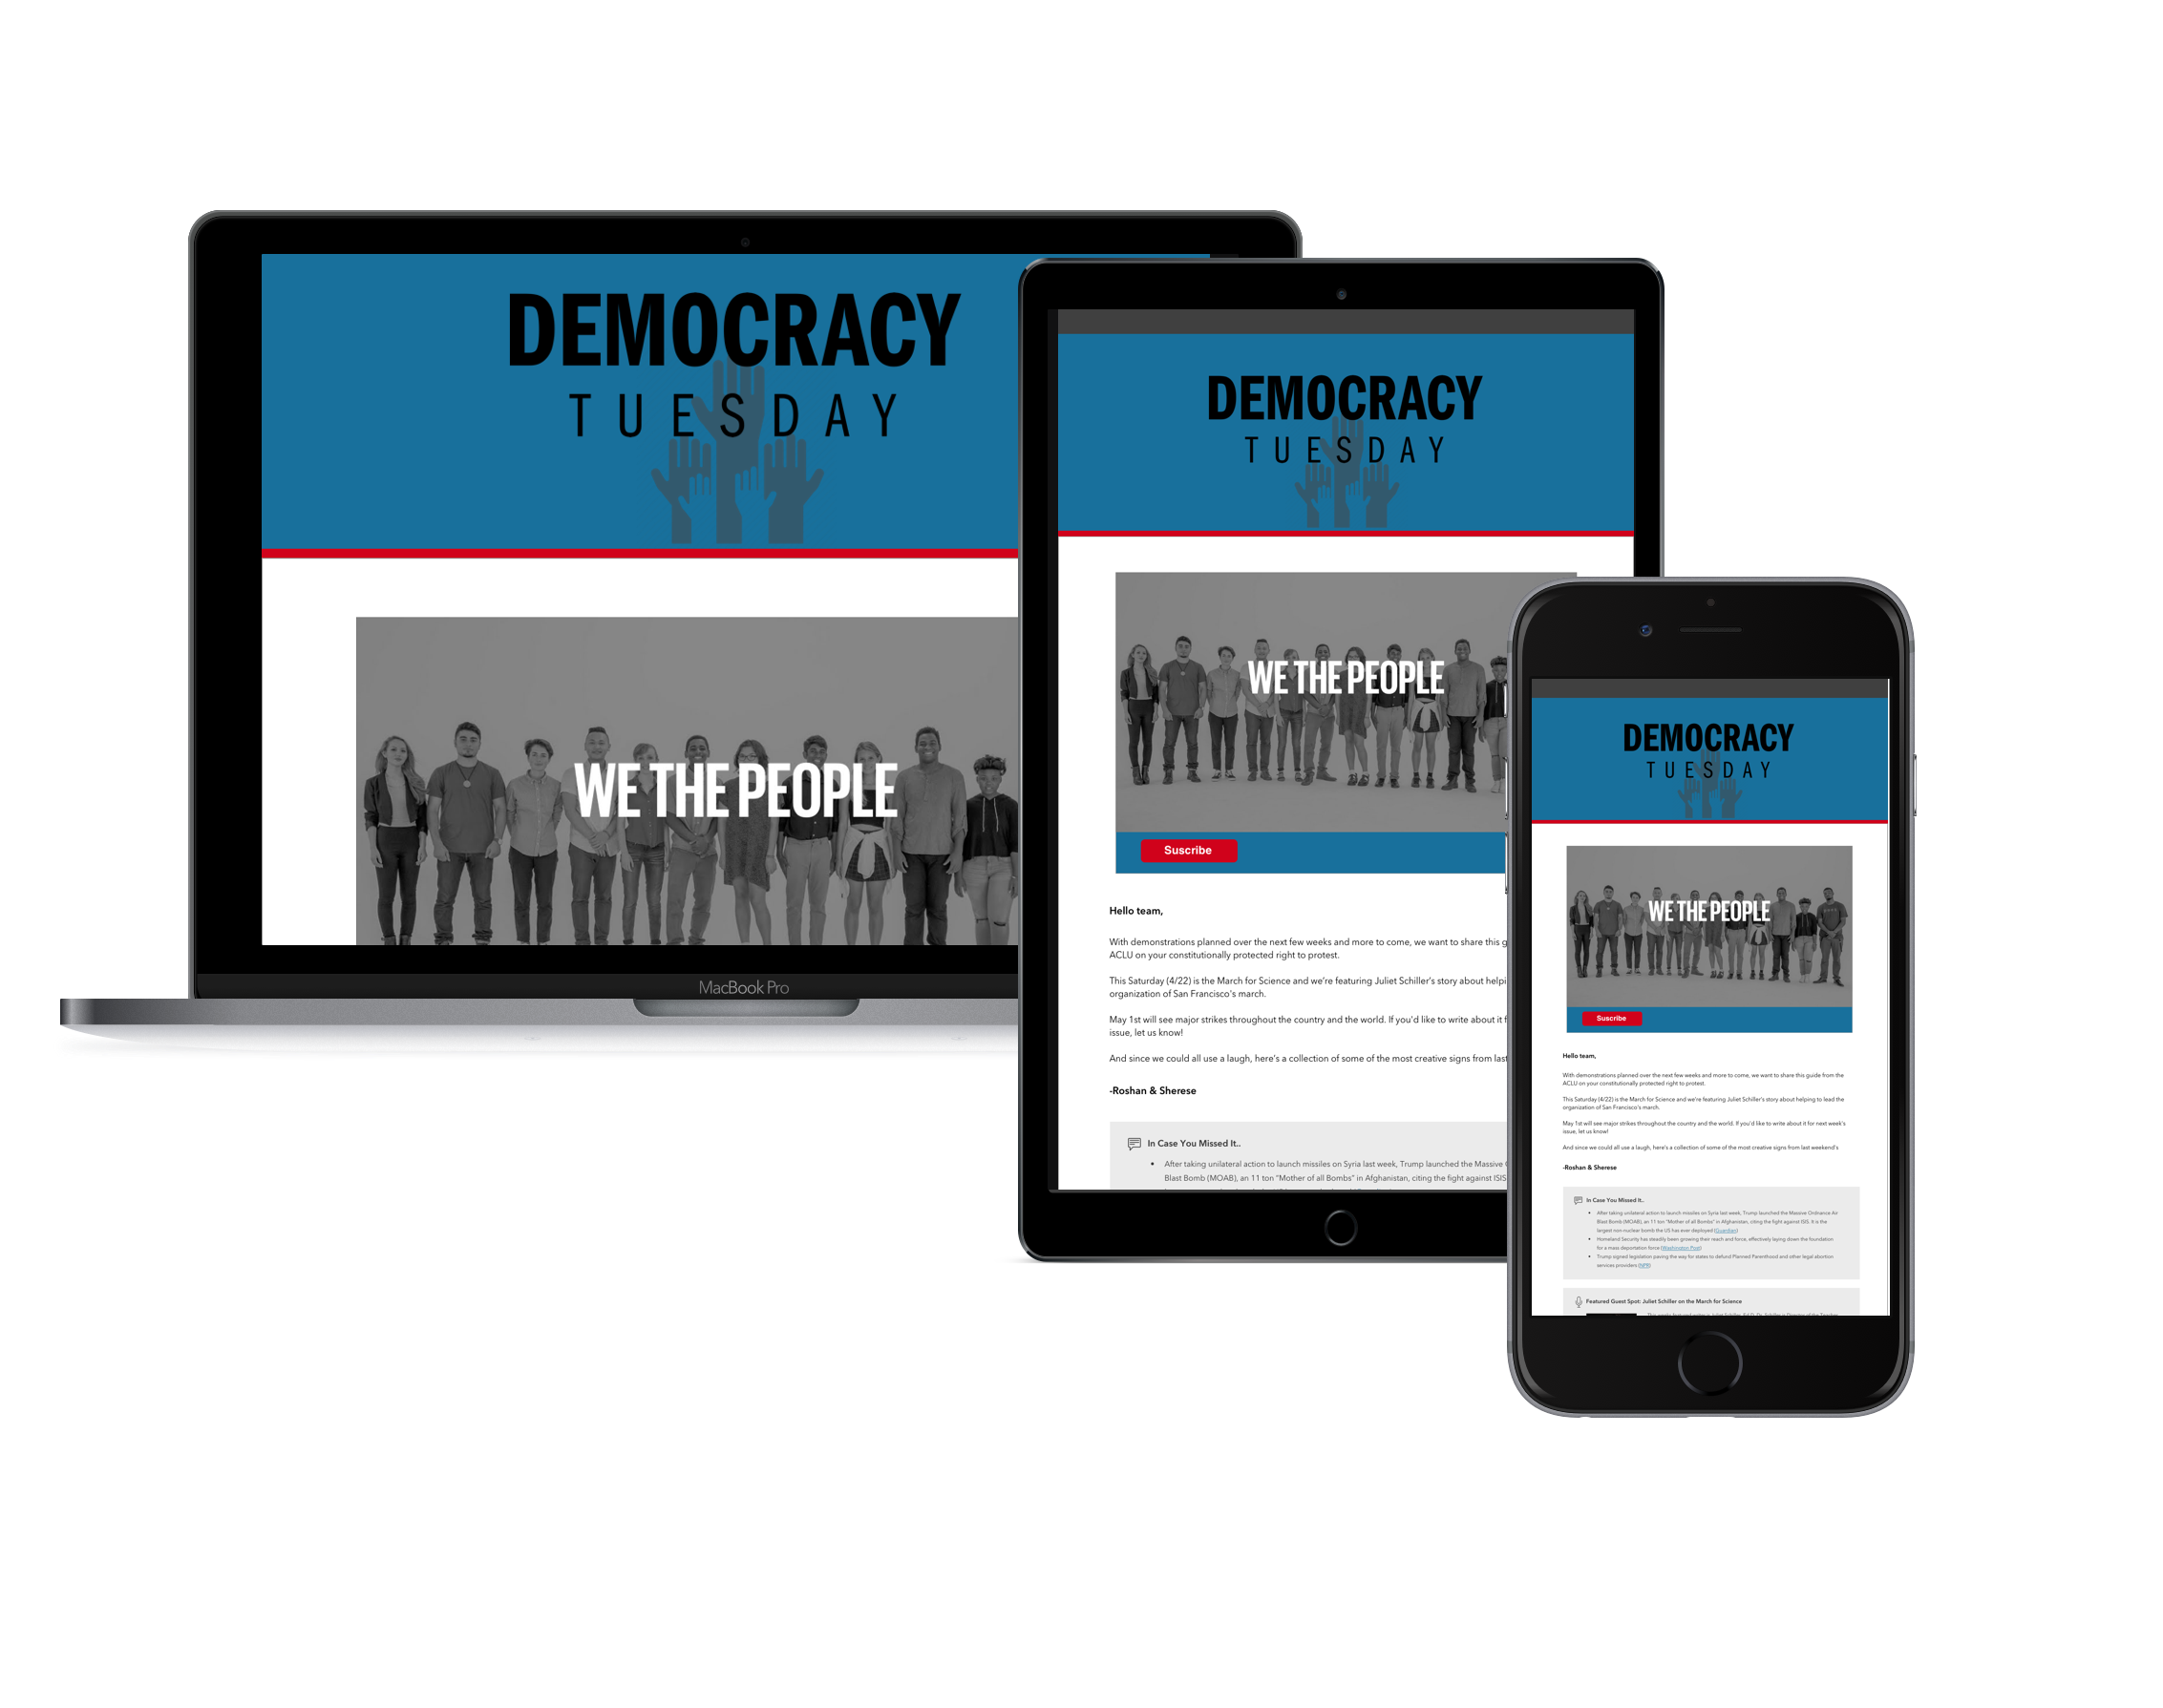 DEMOCRACY
TUESDAY
WE THE PEOPLE
MacBook Pro
DEMOCRACY
TUESDAY
WE THE PEOPLE
Suscribe
Hello team,
With demonstrations planned over the next few weeks and more to come, we want to share this g
ACLU on your constitutionally protected right to protest.
This Saturday (4/22) is the March for Science and we're featuring Juliet Schiller's story about helpi
organization of San Francisco's march.
May 1st will see major strikes throughout the country and the world. If you'd like to write about it f
issue, let us know!
And since we could all use a laugh, here's a collection of some of the most creative signs from last
-Roshan & Sherese
In Case You Missed It..
• After taking unilateral action to launch missiles on Syria last week, Trump launched the Massive
Blast Bomb (MOAB), an 11 ton "Mother of all Bombs" in Afghanistan, citing the fight against ISIS
DEMOCRACY
TUESDAY
WE THE PEOPLE
Suscribe
Hello team,
With demonstrations planned over the next few weeks and more to come, we want to share this guide from the
ACLU on your constitutionally protected right to protest.
This Saturday (4/22) is the March for Science and we're featuring Juliet Schiller's story about helping to lead the
organization of San Francisco's march.
May 1st will see major strikes throughout the country and the world. If you'd like to write about it for next week's
issue, let us know!
And since we could all use a laugh, here's a collection of some of the most creative signs from last weekend's
-Roshan & Sherese
In Case You Missed It..
• After taking unilateral action to launch missiles on Syria last week, Trump launched the Massive Ordnance Air
Blast Bomb (MOAB), an 11 ton "Mother of all Bombs" in Afghanistan, citing the fight against ISIS. It is the
largest non-nuclear bomb the US has ever deployed (Guardian)
• Homeland Security has steadily been growing their reach and force, effectively laying down the foundation
for a mass deportation force (Washington Post)
• Trump signed legislation paving the way for states to defund Planned Parenthood and other legal abortion
services providers (NPR)
Featured Guest Spot: Juliet Schiller on the March for Science